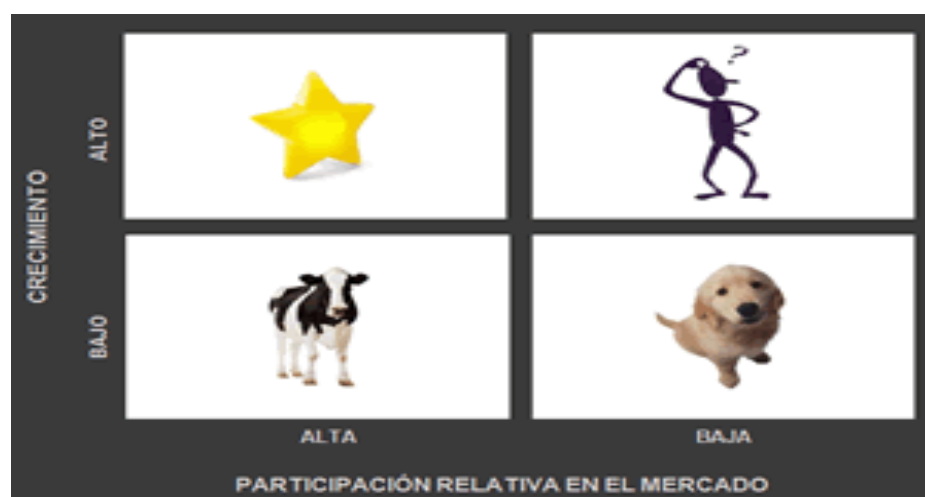 ?
ALTO
CRECIMIENTO
BAJO
ALTA
BAJA
PARTICIPACIÓN RELATIVA EN EL MERCADO